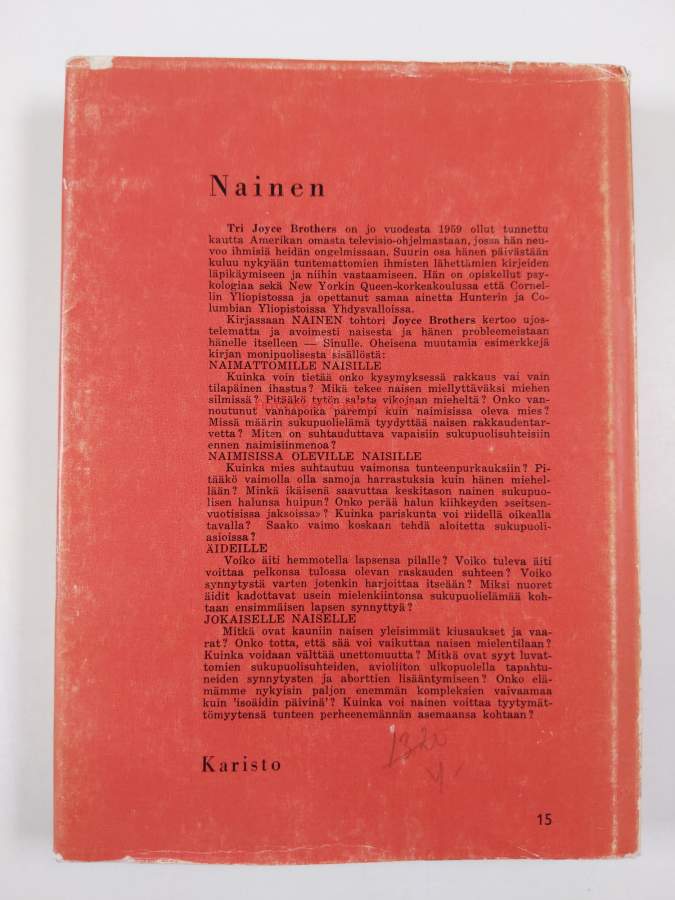 Nainen
Tri Joyce Brothers on jo vuodesta 1959 ollut tunnettu
kautta Amerikan omasta televisio-ohjelmastaan, jossa hän neu-
voo ihmisiä heidän ongelmissaan. Suurin osa hänen päivästään
kuluu nykyään tuntemattomien ihmisten lähettämien kirjeiden
läpikäymiseen ja niihin vastaamiseen. Hän on opiskellut psy-
kologiaa sekä New Yorkin Queen-korkeakoulussa että Cornel-
lin Yliopistossa ja opettanut samaa ainetta Hunterin ja Co-
lumbian Yliopistoissa Yhdysvalloissa.
Kirjassaan NAINEN tohtori Joyce Brothers kertoo ujos-
telematta ja avoimesti naisesta ja hänen probleemeistaan
hänelle itselleen — Sinulle. Oheisena muutamia esimerkkejä
kirjan monipuolisesta sisällöstä:
NAIMATTOMILLE NAISILLE
Kuinka voin tietää onko kysymyksessä rakkaus vai vain
tilapäinen ihastus? Mikä tekee naisen miellyttäväksi miehen
silmissä? Pitääkö tytön salata vikojaan mieheltä? Onko van-
noutunut vanhapoika parempi kuin naimisissa oleva mies?
Missä määrin sukupuolielämä tyydyttää naisen rakkaudentar-
vetta? Miten on suhtauduttava vapaisiin sukupuolisuhteisiin
ennen naimisiinmenoa?
NAIMISISSA OLEVILLE NAISILLE
Kuinka mies suhtautuu vaimonsa tunteenpurkauksiin? Pi-
tääkö vaimolla olla samoja harrastuksia kuin hänen miehel-
lään? Minkä ikäisenä saavuttaa keskitason nainen sukupuo-
lisen halunsa huipun? Onko perää halun kiihkeyden »seitsen-
vuotisissa jaksoissa»? Kuinka pariskunta voi riidellä oikealla
tavalla? Saako vaimo koskaan tehdä aloitetta sukupuoli-
asioissa?
ÄIDEILLE
Voiko äiti hemmotella lapsensa pilalle? Voiko tuleva äiti
voittaa pelkonsa tulossa olevan raskauden suhteen? Voiko
synnytystä varten jotenkin harjoittaa itseään? Miksi nuoret
äidit kadottavat usein mielenkiintonsa sukupuolielämää koh-
taan ensimmäisen lapsen synnyttyä?
JOKAISELLE NAISELLE
Mitkä ovat kauniin naisen yleisimmät kiusaukset ja vaa-
rat? Onko totta, että sää voi vaikuttaa naisen mielentilaan?
Kuinka voidaan välttää unettomuutta? Mitkä ovat syyt luvat-
tomien sukupuolisuhteiden, avioliiton ulkopuolella tapahtu-
neiden synnytysten ja aborttien lisääntymiseen? Onko elä-
mämme nykyisin paljon enemmän kompleksien vaivaamaa
kuin 'isoäidin päivinä'? Kuinka voi nainen voittaa tyytymät-
tömyytensä tunteen perheenemännän asemaansa kohtaan?
Karisto
15